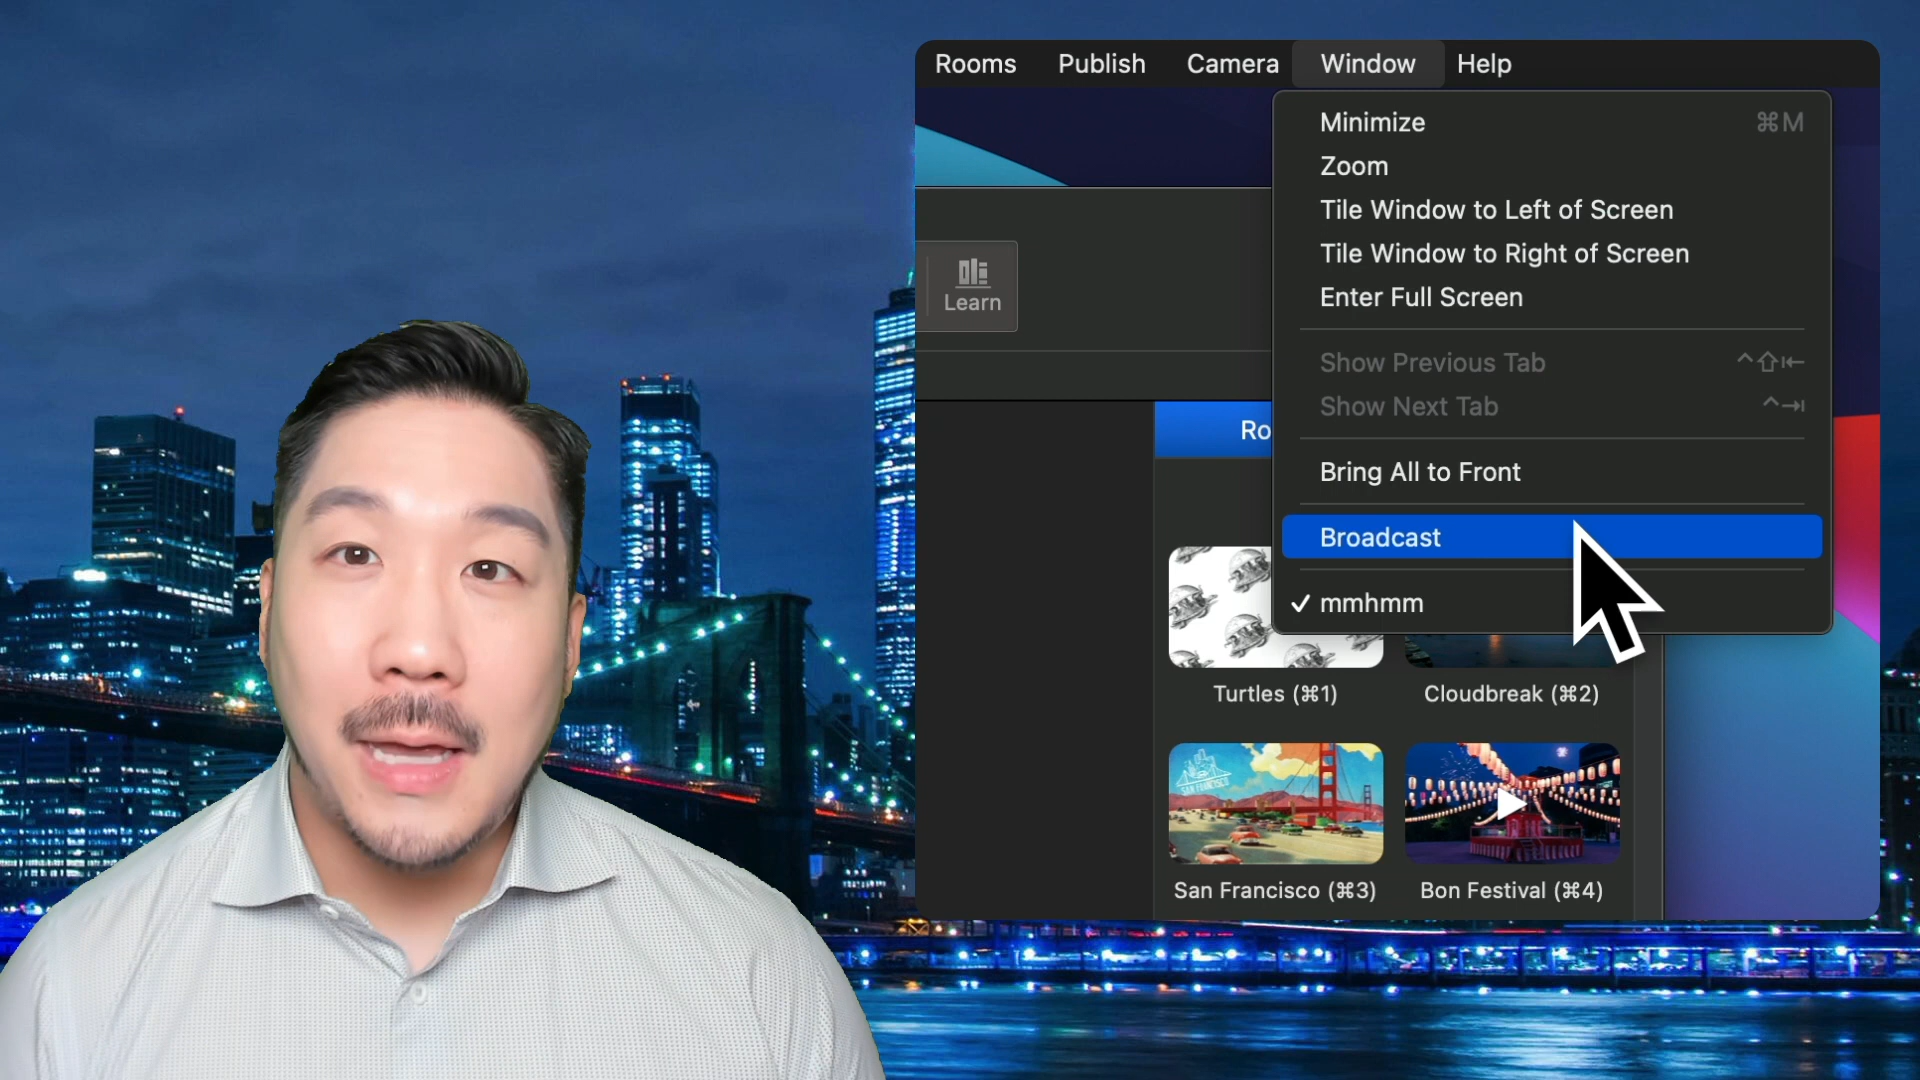 Rooms Publish Camera Window Help
Minimize ⌘M
Zoom
Tile Window to Left of Screen
Tile Window to Right of Screen
Enter Full Screen
Learn
Show Previous Tab ^⇧⇤
Show Next Tab ^⇥
Ro
Bring All to Front
Broadcast
✓ mmhmm
Turtles (⌘1) Cloudbreak (⌘2)
SAN FRANCISCO
San Francisco (⌘3) Bon Festival (⌘4)